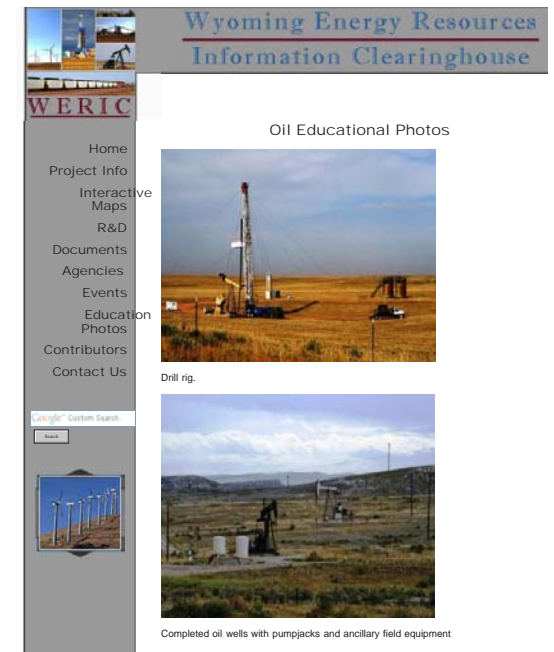 Wyoming Energy Resources
Information Clearinghouse
WERIC
Home
Project Info
Interactive
Maps
R&D
Documents
Agencies
Events
Education
Photos
Contributors
Contact Us
Google™ Custom Search
Search
Oil Educational Photos
Drill rig.
Completed oil wells with pumpjacks and ancillary field equipment